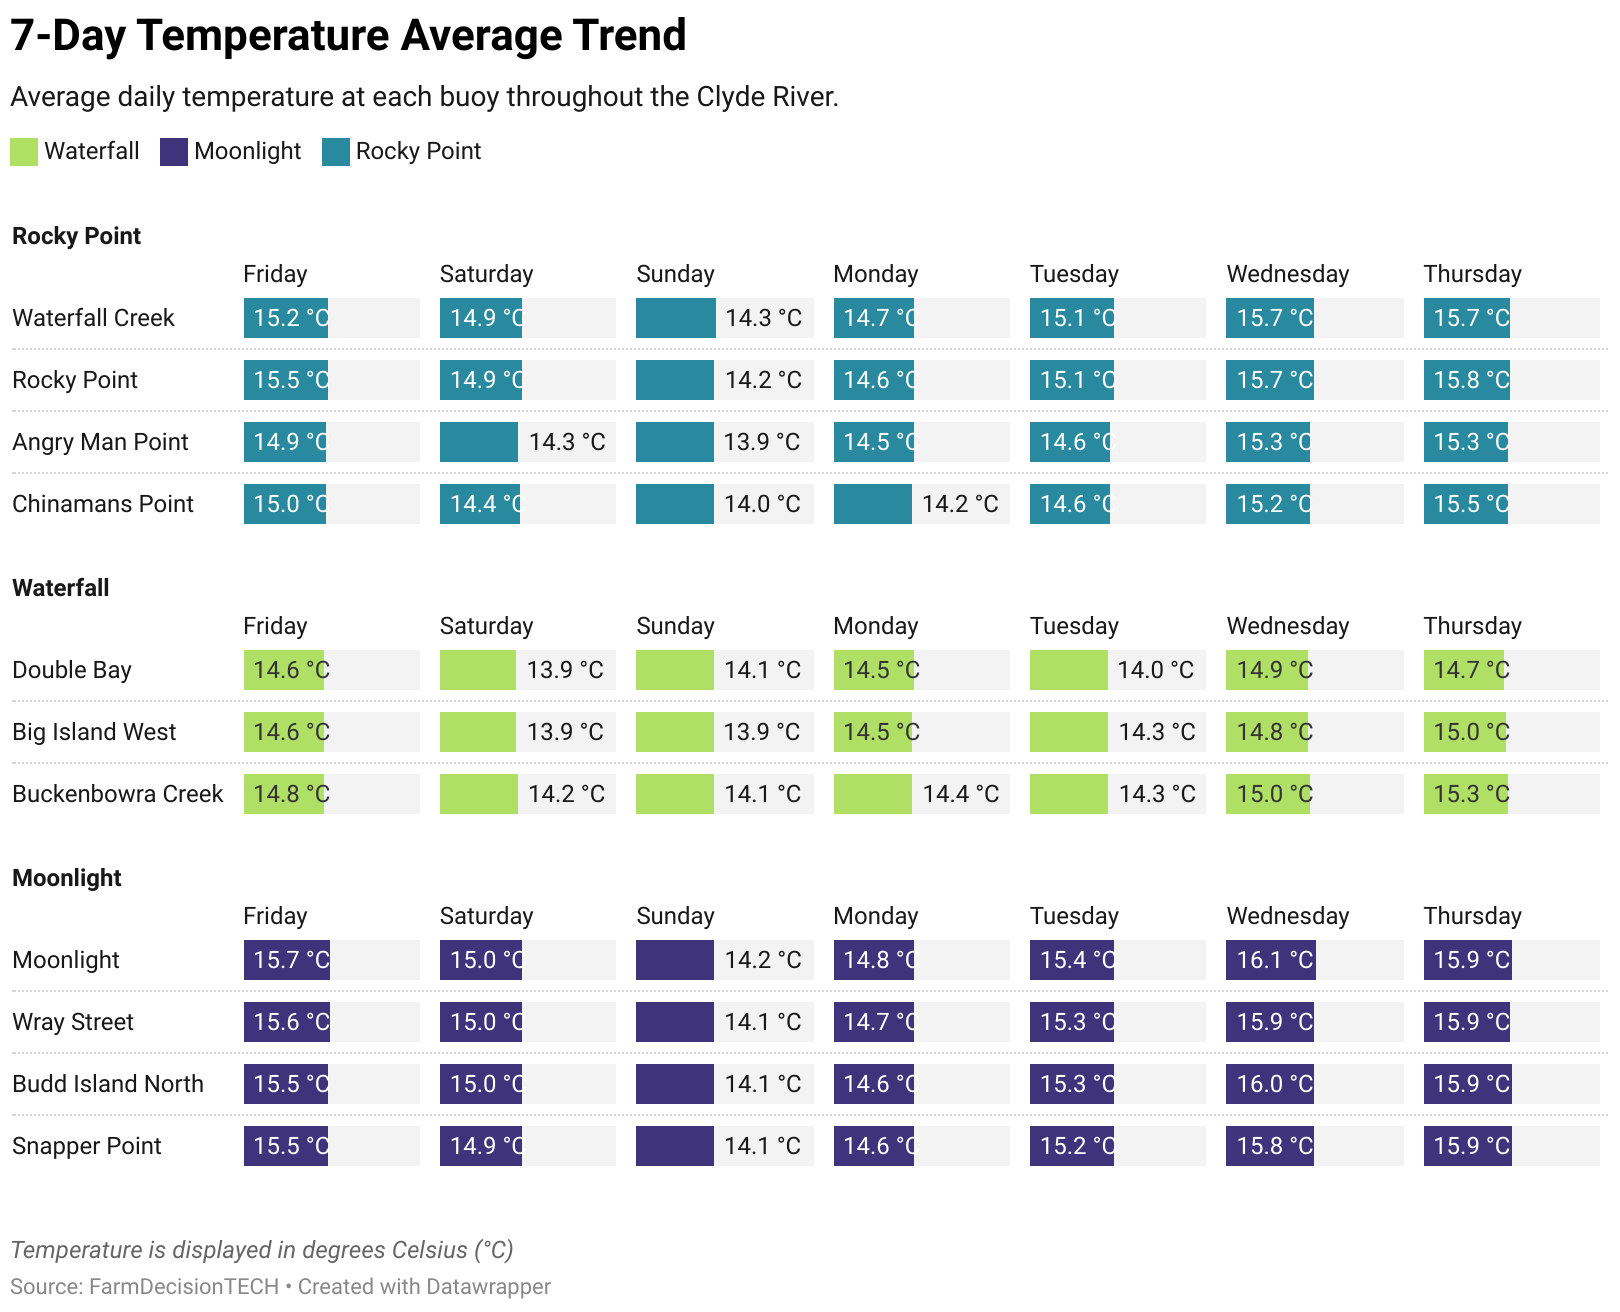 7-Day Temperature Average Trend
Average daily temperature at each buoy throughout the Clyde River.
Waterfall Moonlight Rocky Point
Rocky Point
Friday Saturday Sunday Monday Tuesday Wednesday Thursday
Waterfall Creek 15.2 °C 14.9 °C 14.3 °C 14.7 °C 15.1 °C 15.7 °C 15.7 °C
Rocky Point 15.5 °C 14.9 °C 14.2 °C 14.6 °C 15.1 °C 15.7 °C 15.8 °C
Angry Man Point 14.9 °C 14.3 °C 13.9 °C 14.5 °C 14.6 °C 15.3 °C 15.3 °C
Chinamans Point 15.0 °C 14.4 °C 14.0 °C 14.2 °C 14.6 °C 15.2 °C 15.5 °C
Waterfall
Friday Saturday Sunday Monday Tuesday Wednesday Thursday
Double Bay 14.6 °C 13.9 °C 14.1 °C 14.5 °C 14.0 °C 14.9 °C 14.7 °C
Big Island West 14.6 °C 13.9 °C 13.9 °C 14.5 °C 14.3 °C 14.8 °C 15.0 °C
Buckenbowra Creek 14.8 °C 14.2 °C 14.1 °C 14.4 °C 14.3 °C 15.0 °C 15.3 °C
Moonlight
Friday Saturday Sunday Monday Tuesday Wednesday Thursday
Moonlight 15.7 °C 15.0 °C 14.2 °C 14.8 °C 15.4 °C 16.1 °C 15.9 °C
Wray Street 15.6 °C 15.0 °C 14.1 °C 14.7 °C 15.3 °C 15.9 °C 15.9 °C
Budd Island North 15.5 °C 15.0 °C 14.1 °C 14.6 °C 15.3 °C 16.0 °C 15.9 °C
Snapper Point 15.5 °C 14.9 °C 14.1 °C 14.6 °C 15.2 °C 15.8 °C 15.9 °C
Temperature is displayed in degrees Celsius (°C)
Source: FarmDecisionTECH • Created with Datawrapper